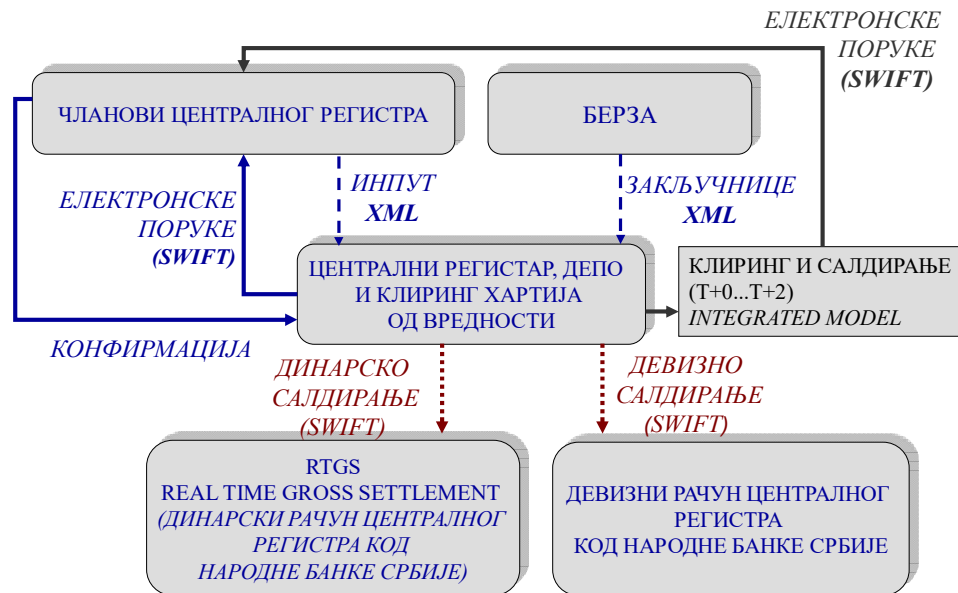 ЕЛЕКТРОНСКЕ
ПОРУКЕ
(SWIFT)
ЧЛАНОВИ ЦЕНТРАЛНОГ РЕГИСТРА
БЕРЗА
ЕЛЕКТРОНСКЕ
ПОРУКЕ
(SWIFT)
ИНПУТ
XML
ЗАКЉУЧНИЦЕ
XML
ЦЕНТРАЛНИ РЕГИСТАР, ДЕПО
И КЛИРИНГ ХАРТИЈА
ОД ВРЕДНОСТИ
КЛИРИНГ И САЛДИРАЊЕ
(T+0...T+2)
INTEGRATED MODEL
КОНФИРМАЦИЈА
ДИНАРСКО
САЛДИРАЊЕ
(SWIFT)
ДЕВИЗНО
САЛДИРАЊЕ
(SWIFT)
RTGS
REAL TIME GROSS SETTLEMENT
(ДИНАРСКИ РАЧУН ЦЕНТРАЛНОГ
РЕГИСТРА КОД
НАРОДНЕ БАНКЕ СРБИЈЕ)
ДЕВИЗНИ РАЧУН ЦЕНТРАЛНОГ
РЕГИСТРА
КОД НАРОДНЕ БАНКЕ СРБИЈЕ